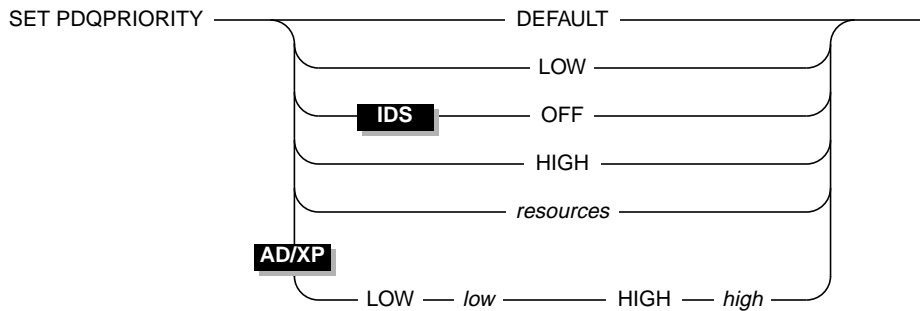 SET PDQPRIORITY DEFAULT
LOW
IDS OFF
HIGH
resources
AD/XP
LOW low HIGH high